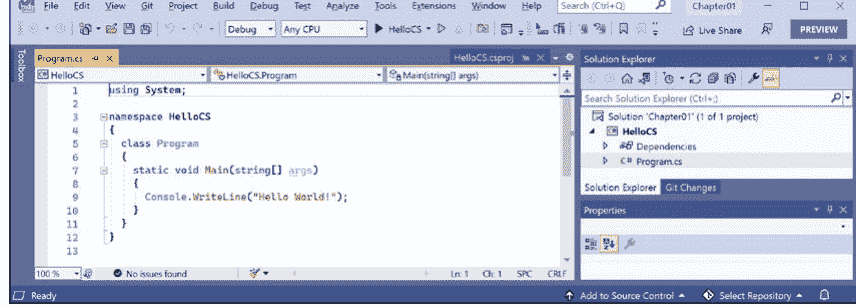 File Edit View Git Project Build Debug Test Analyze Tools Extensions Window Help Search (Ctrl+Q) Chapter01
Debug Any CPU HelloCS Live Share PREVIEW
Toolbox
Program.cs HelloCS.csproj
HelloCS HelloCS.Program Main(string[] args)
1 using System;
2
3 namespace HelloCS
4 {
5 class Program
6 {
7 static void Main(string[] args)
8 {
9 Console.WriteLine("Hello World!");
10 }
11 }
12 }
13
100 % No issues found Ln: 1 Ch: 1 SPC CRLF
Solution Explorer
Search Solution Explorer (Ctrl+;)
Solution 'Chapter01' (1 of 1 project)
HelloCS
Dependencies
C# Program.cs
Solution Explorer Git Changes
Properties
Ready Add to Source Control Select Repository